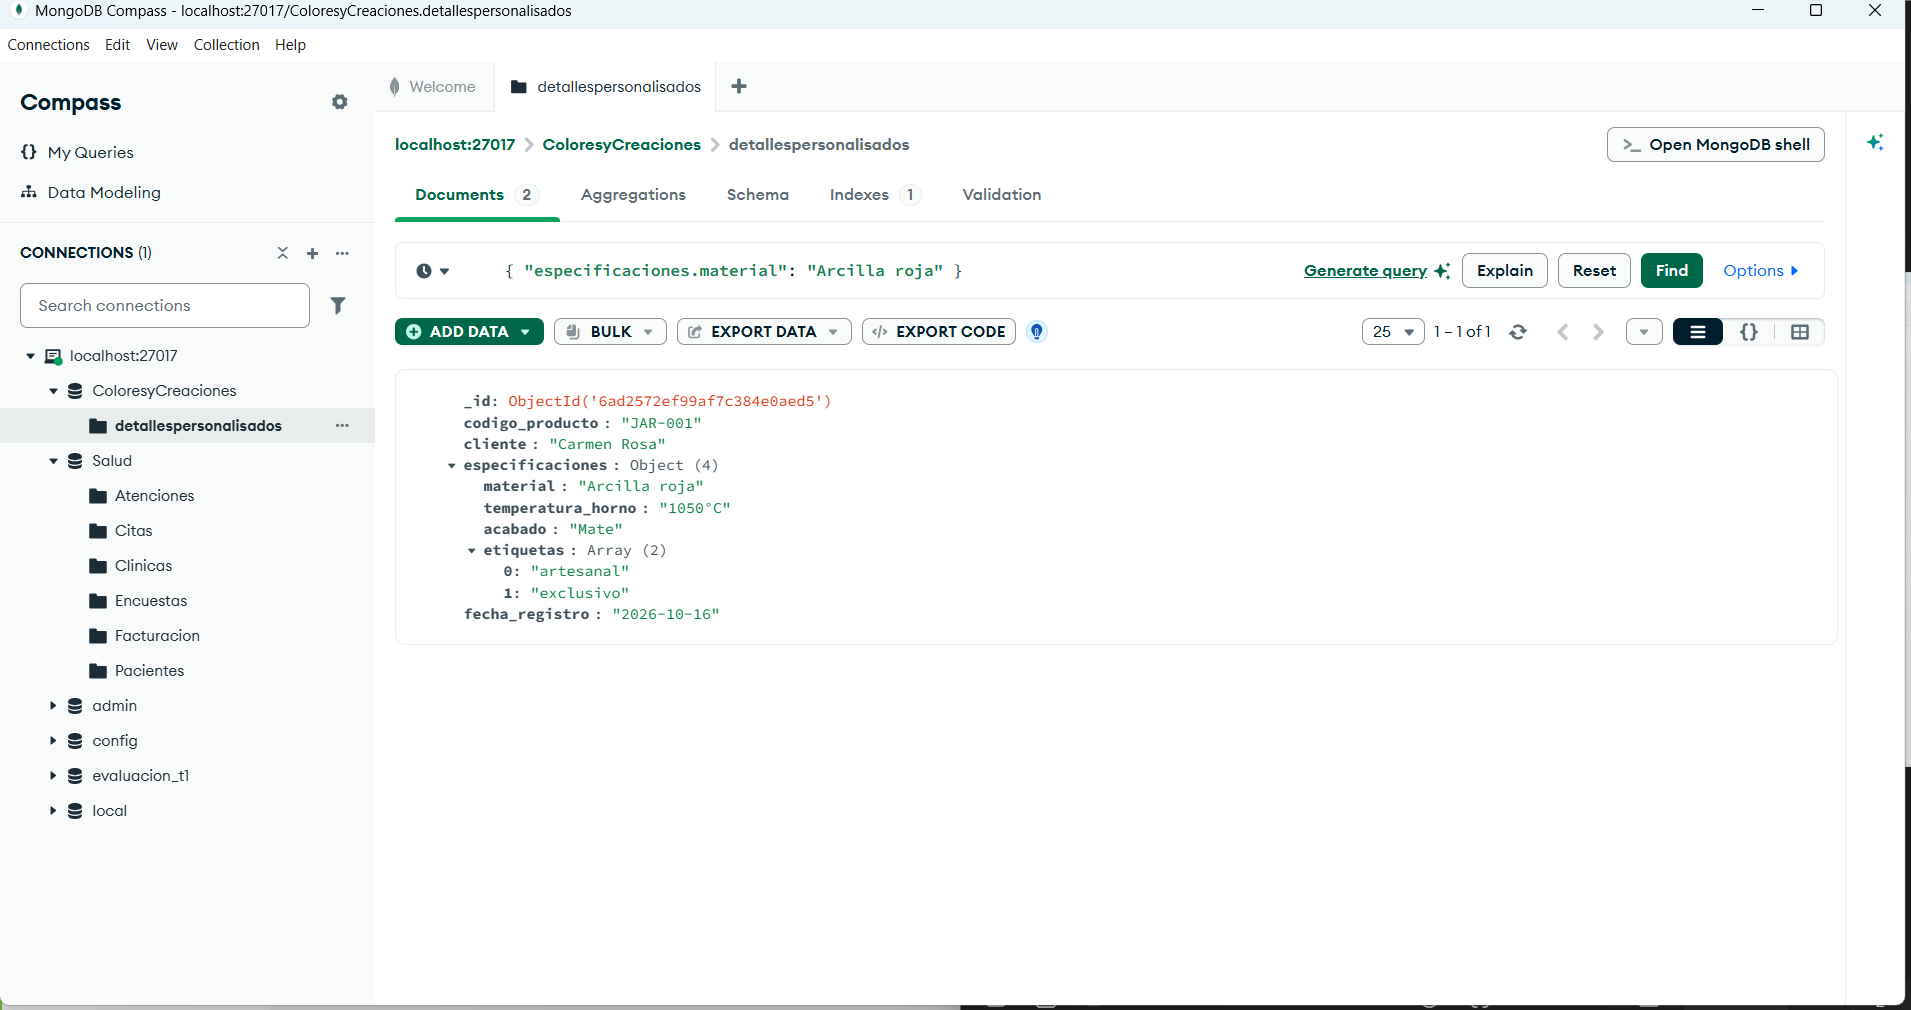 MongoDB Compass - localhost:27017/ColoresyCreaciones.detallespersonalisados
Connections Edit View Collection Help
Compass
My Queries
Data Modeling
CONNECTIONS (1)
Search connections
localhost:27017
ColoresyCreaciones
detallespersonalisados
Salud
Atenciones
Citas
Clinicas
Encuestas
Facturacion
Pacientes
admin
config
evaluacion_t1
local
Welcome
detallespersonalisados
localhost:27017 > ColoresyCreaciones > detallespersonalisados
>_ Open MongoDB shell
Documents 2 Aggregations Schema Indexes 1 Validation
{ "especificaciones.material": "Arcilla roja" }
Generate query Explain Reset Find Options
ADD DATA BULK EXPORT DATA EXPORT CODE
25 1 – 1 of 1
_id: ObjectId('6ad2572ef99af7c384e0aed5')
codigo_producto : "JAR-001"
cliente : "Carmen Rosa"
especificaciones : Object (4)
material : "Arcilla roja"
temperatura_horno : "1050°C"
acabado : "Mate"
etiquetas : Array (2)
0: "artesanal"
1: "exclusivo"
fecha_registro : "2026-10-16"